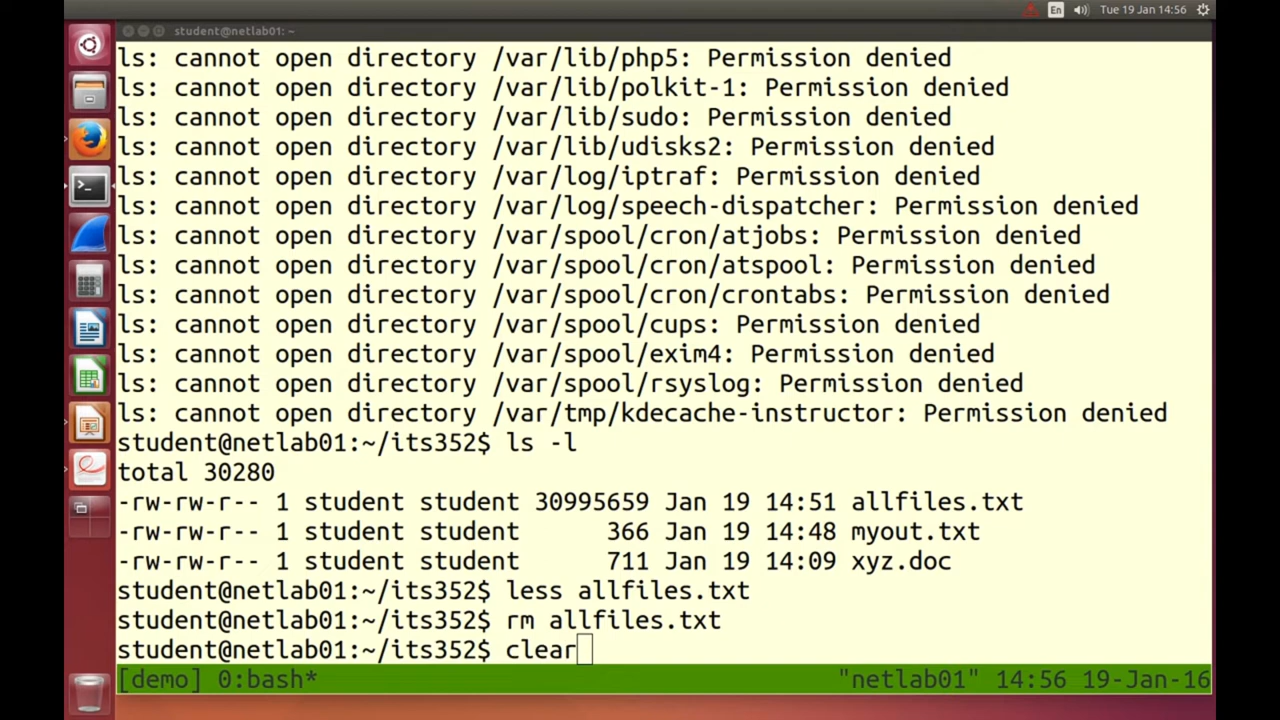 En Tue 19 Jan 14:56
student@netlab01: ~
ls: cannot open directory /var/lib/php5: Permission denied
ls: cannot open directory /var/lib/polkit-1: Permission denied
ls: cannot open directory /var/lib/sudo: Permission denied
ls: cannot open directory /var/lib/udisks2: Permission denied
ls: cannot open directory /var/log/iptraf: Permission denied
ls: cannot open directory /var/log/speech-dispatcher: Permission denied
ls: cannot open directory /var/spool/cron/atjobs: Permission denied
ls: cannot open directory /var/spool/cron/atspool: Permission denied
ls: cannot open directory /var/spool/cron/crontabs: Permission denied
ls: cannot open directory /var/spool/cups: Permission denied
ls: cannot open directory /var/spool/exim4: Permission denied
ls: cannot open directory /var/spool/rsyslog: Permission denied
ls: cannot open directory /var/tmp/kdecache-instructor: Permission denied
student@netlab01:~/its352$ ls -l
total 30280
-rw-rw-r-- 1 student student 30995659 Jan 19 14:51 allfiles.txt
-rw-rw-r-- 1 student student      366 Jan 19 14:48 myout.txt
-rw-rw-r-- 1 student student      711 Jan 19 14:09 xyz.doc
student@netlab01:~/its352$ less allfiles.txt
student@netlab01:~/its352$ rm allfiles.txt
student@netlab01:~/its352$ clear
[demo] 0:bash* "netlab01" 14:56 19-Jan-16